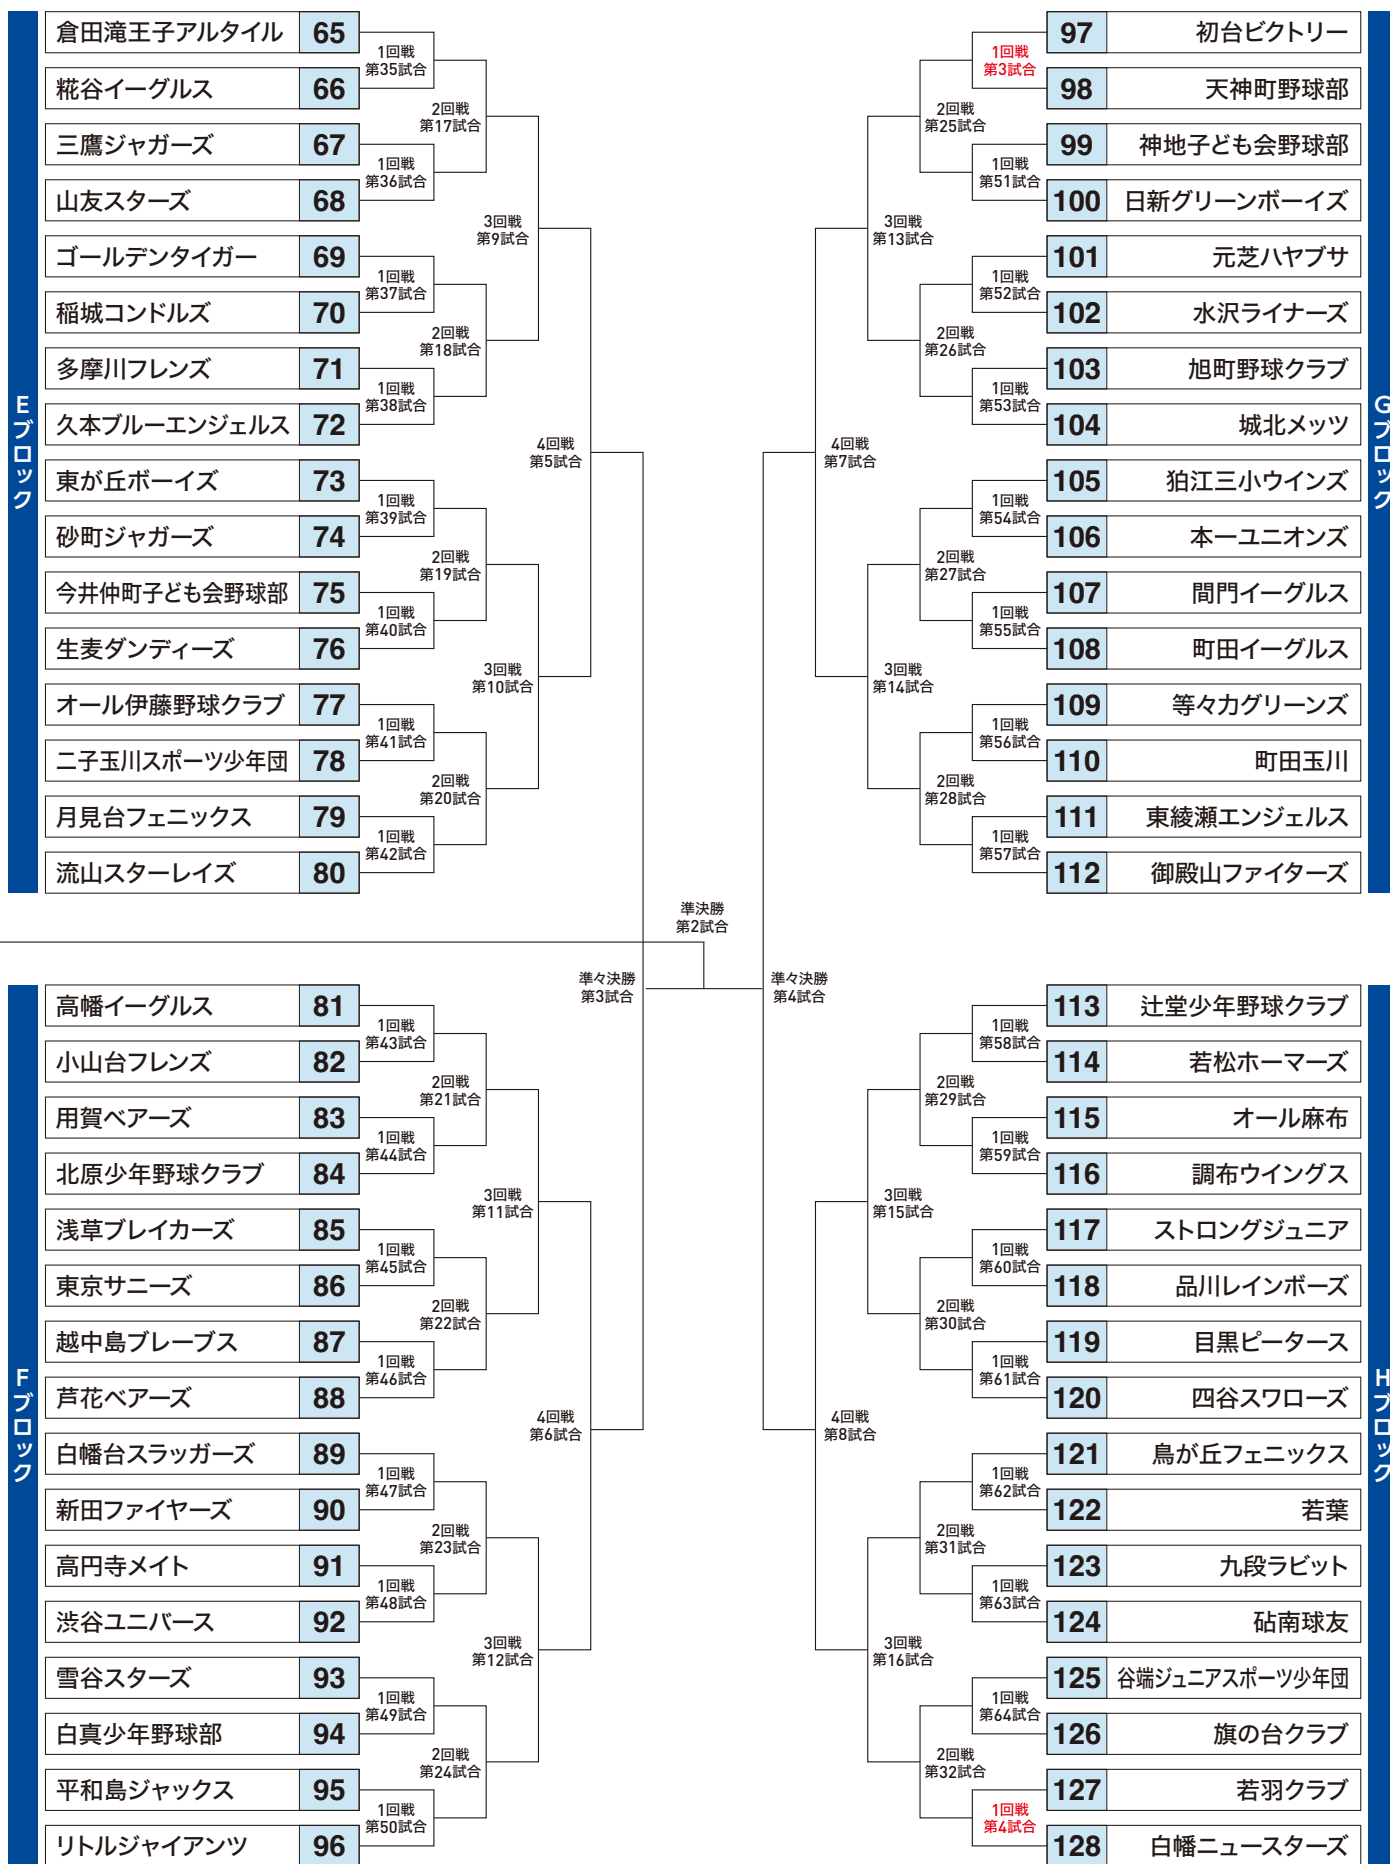 Eブロック
倉田滝王子アルタイル 65
糀谷イーグルス 66
三鷹ジャガーズ 67
山友スターズ 68
ゴールデンタイガー 69
稲城コンドルズ 70
多摩川フレンズ 71
久本ブルーエンジェルス 72
東が丘ボーイズ 73
砂町ジャガーズ 74
今井仲町子ども会野球部 75
生麦ダンディーズ 76
オール伊藤野球クラブ 77
二子玉川スポーツ少年団 78
月見台フェニックス 79
流山スターレイズ 80
1回戦
第35試合
1回戦
第36試合
1回戦
第37試合
1回戦
第38試合
1回戦
第39試合
1回戦
第40試合
1回戦
第41試合
1回戦
第42試合
2回戦
第17試合
2回戦
第18試合
2回戦
第19試合
2回戦
第20試合
3回戦
第9試合
3回戦
第10試合
4回戦
第5試合
Fブロック
高幡イーグルス 81
小山台フレンズ 82
用賀ベアーズ 83
北原少年野球クラブ 84
浅草ブレイカーズ 85
東京サニーズ 86
越中島ブレーブス 87
芦花ベアーズ 88
白幡台スラッガーズ 89
新田ファイヤーズ 90
高円寺メイト 91
渋谷ユニバース 92
雪谷スターズ 93
白真少年野球部 94
平和島ジャックス 95
リトルジャイアンツ 96
1回戦
第43試合
1回戦
第44試合
1回戦
第45試合
1回戦
第46試合
1回戦
第47試合
1回戦
第48試合
1回戦
第49試合
1回戦
第50試合
2回戦
第21試合
2回戦
第22試合
2回戦
第23試合
2回戦
第24試合
3回戦
第11試合
3回戦
第12試合
4回戦
第6試合
準々決勝
第3試合
準決勝
第2試合
準々決勝
第4試合
Gブロック
97 初台ビクトリー
98 天神町野球部
99 神地子ども会野球部
100 日新グリーンボーイズ
101 元芝ハヤブサ
102 水沢ライナーズ
103 旭町野球クラブ
104 城北メッツ
105 狛江三小ウインズ
106 本一ユニオンズ
107 間門イーグルス
108 町田イーグルス
109 等々力グリーンズ
110 町田玉川
111 東綾瀬エンジェルス
112 御殿山ファイターズ
1回戦
第3試合
1回戦
第51試合
1回戦
第52試合
1回戦
第53試合
1回戦
第54試合
1回戦
第55試合
1回戦
第56試合
1回戦
第57試合
2回戦
第25試合
2回戦
第26試合
2回戦
第27試合
2回戦
第28試合
3回戦
第13試合
3回戦
第14試合
4回戦
第7試合
Hブロック
113 辻堂少年野球クラブ
114 若松ホーマーズ
115 オール麻布
116 調布ウイングス
117 ストロングジュニア
118 品川レインボーズ
119 目黒ピータース
120 四谷スワローズ
121 鳥が丘フェニックス
122 若葉
123 九段ラビット
124 砧南球友
125 谷端ジュニアスポーツ少年団
126 旗の台クラブ
127 若羽クラブ
128 白幡ニュースターズ
1回戦
第58試合
1回戦
第59試合
1回戦
第60試合
1回戦
第61試合
1回戦
第62試合
1回戦
第63試合
1回戦
第64試合
1回戦
第4試合
2回戦
第29試合
2回戦
第30試合
2回戦
第31試合
2回戦
第32試合
3回戦
第15試合
3回戦
第16試合
4回戦
第8試合